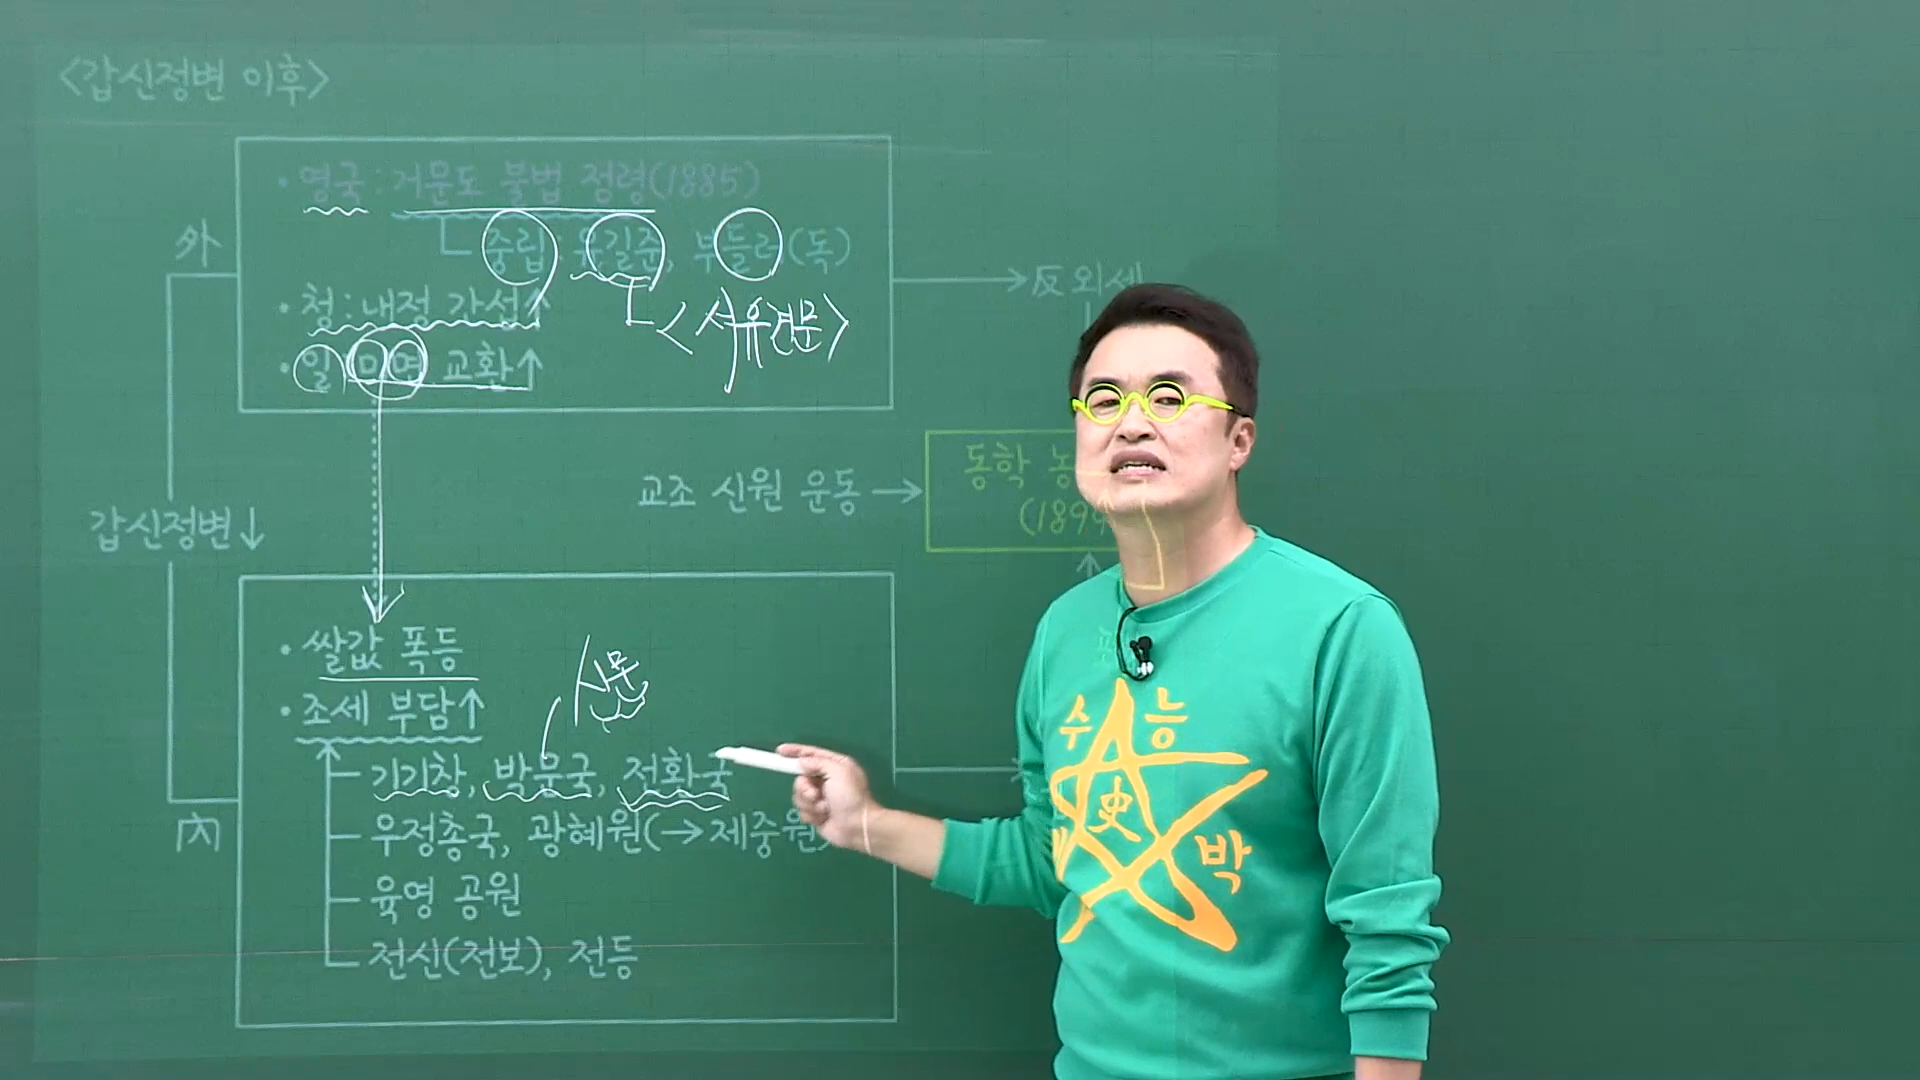 <갑신정변 이후>
外
• 영국 : 거문도 불법 점령(1885)
중립 : 유길준, 부들러(독)
• 청 : 내정 간섭↑
<서유견문>
• 일 미면 교환↑
→反외세
교조 신원 운동 →
동학 농
(1894
갑신정변↓
內
• 쌀값 폭등
신문
• 조세 부담↑
기기창, 박문국, 전환국
우정총국, 광혜원(→제중원)
육영 공원
전신(전보), 전등
수능
史
박